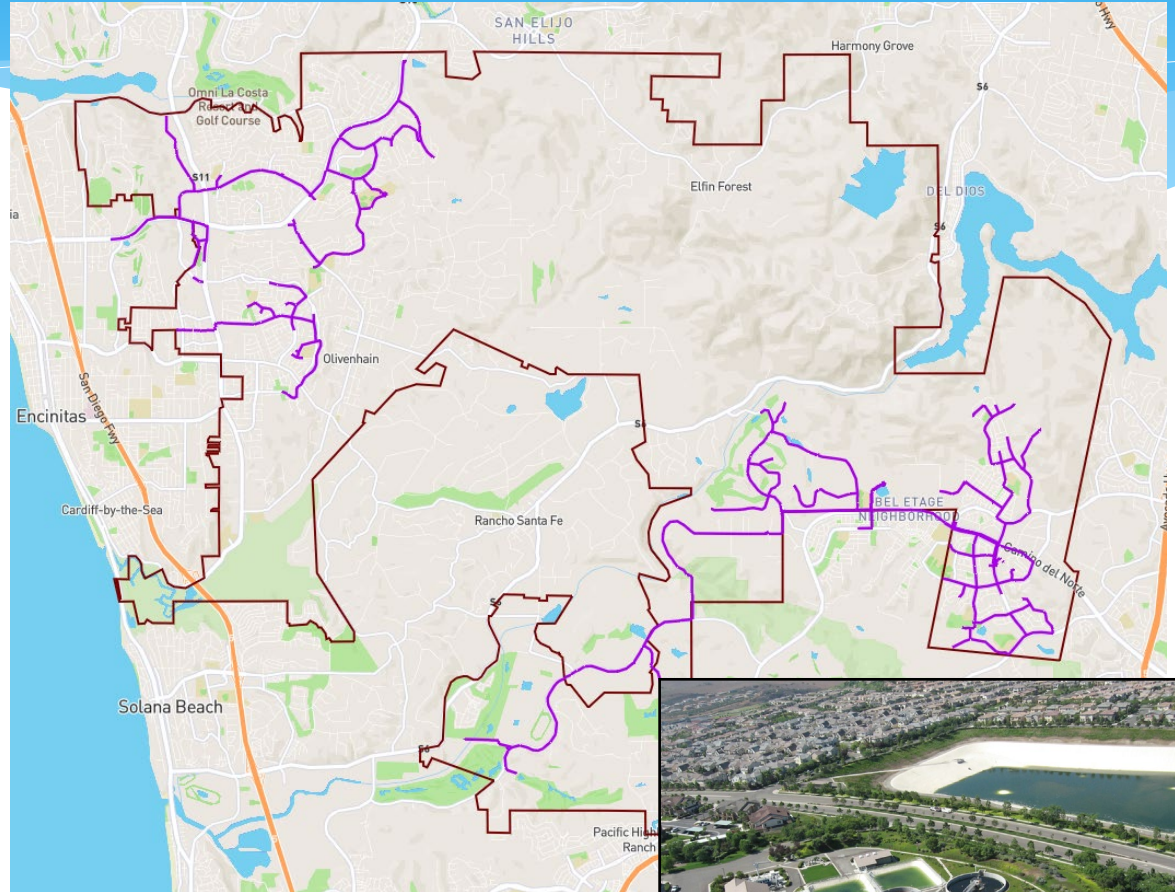 SAN ELIJO
HILLS
Harmony Grove
Omni La Costa
Resort and
Golf Course
S6
S11
Elfin Forest
DEL DIOS
S6
Olivenhain
San Diego Fwy
Encinitas
S6
BEL ETAGE
NEIGHBORHOOD
Cardiff-by-the-Sea
Rancho Santa Fe
Camino del Norte
S6
Solana Beach
S6
Pacific High
Ranch